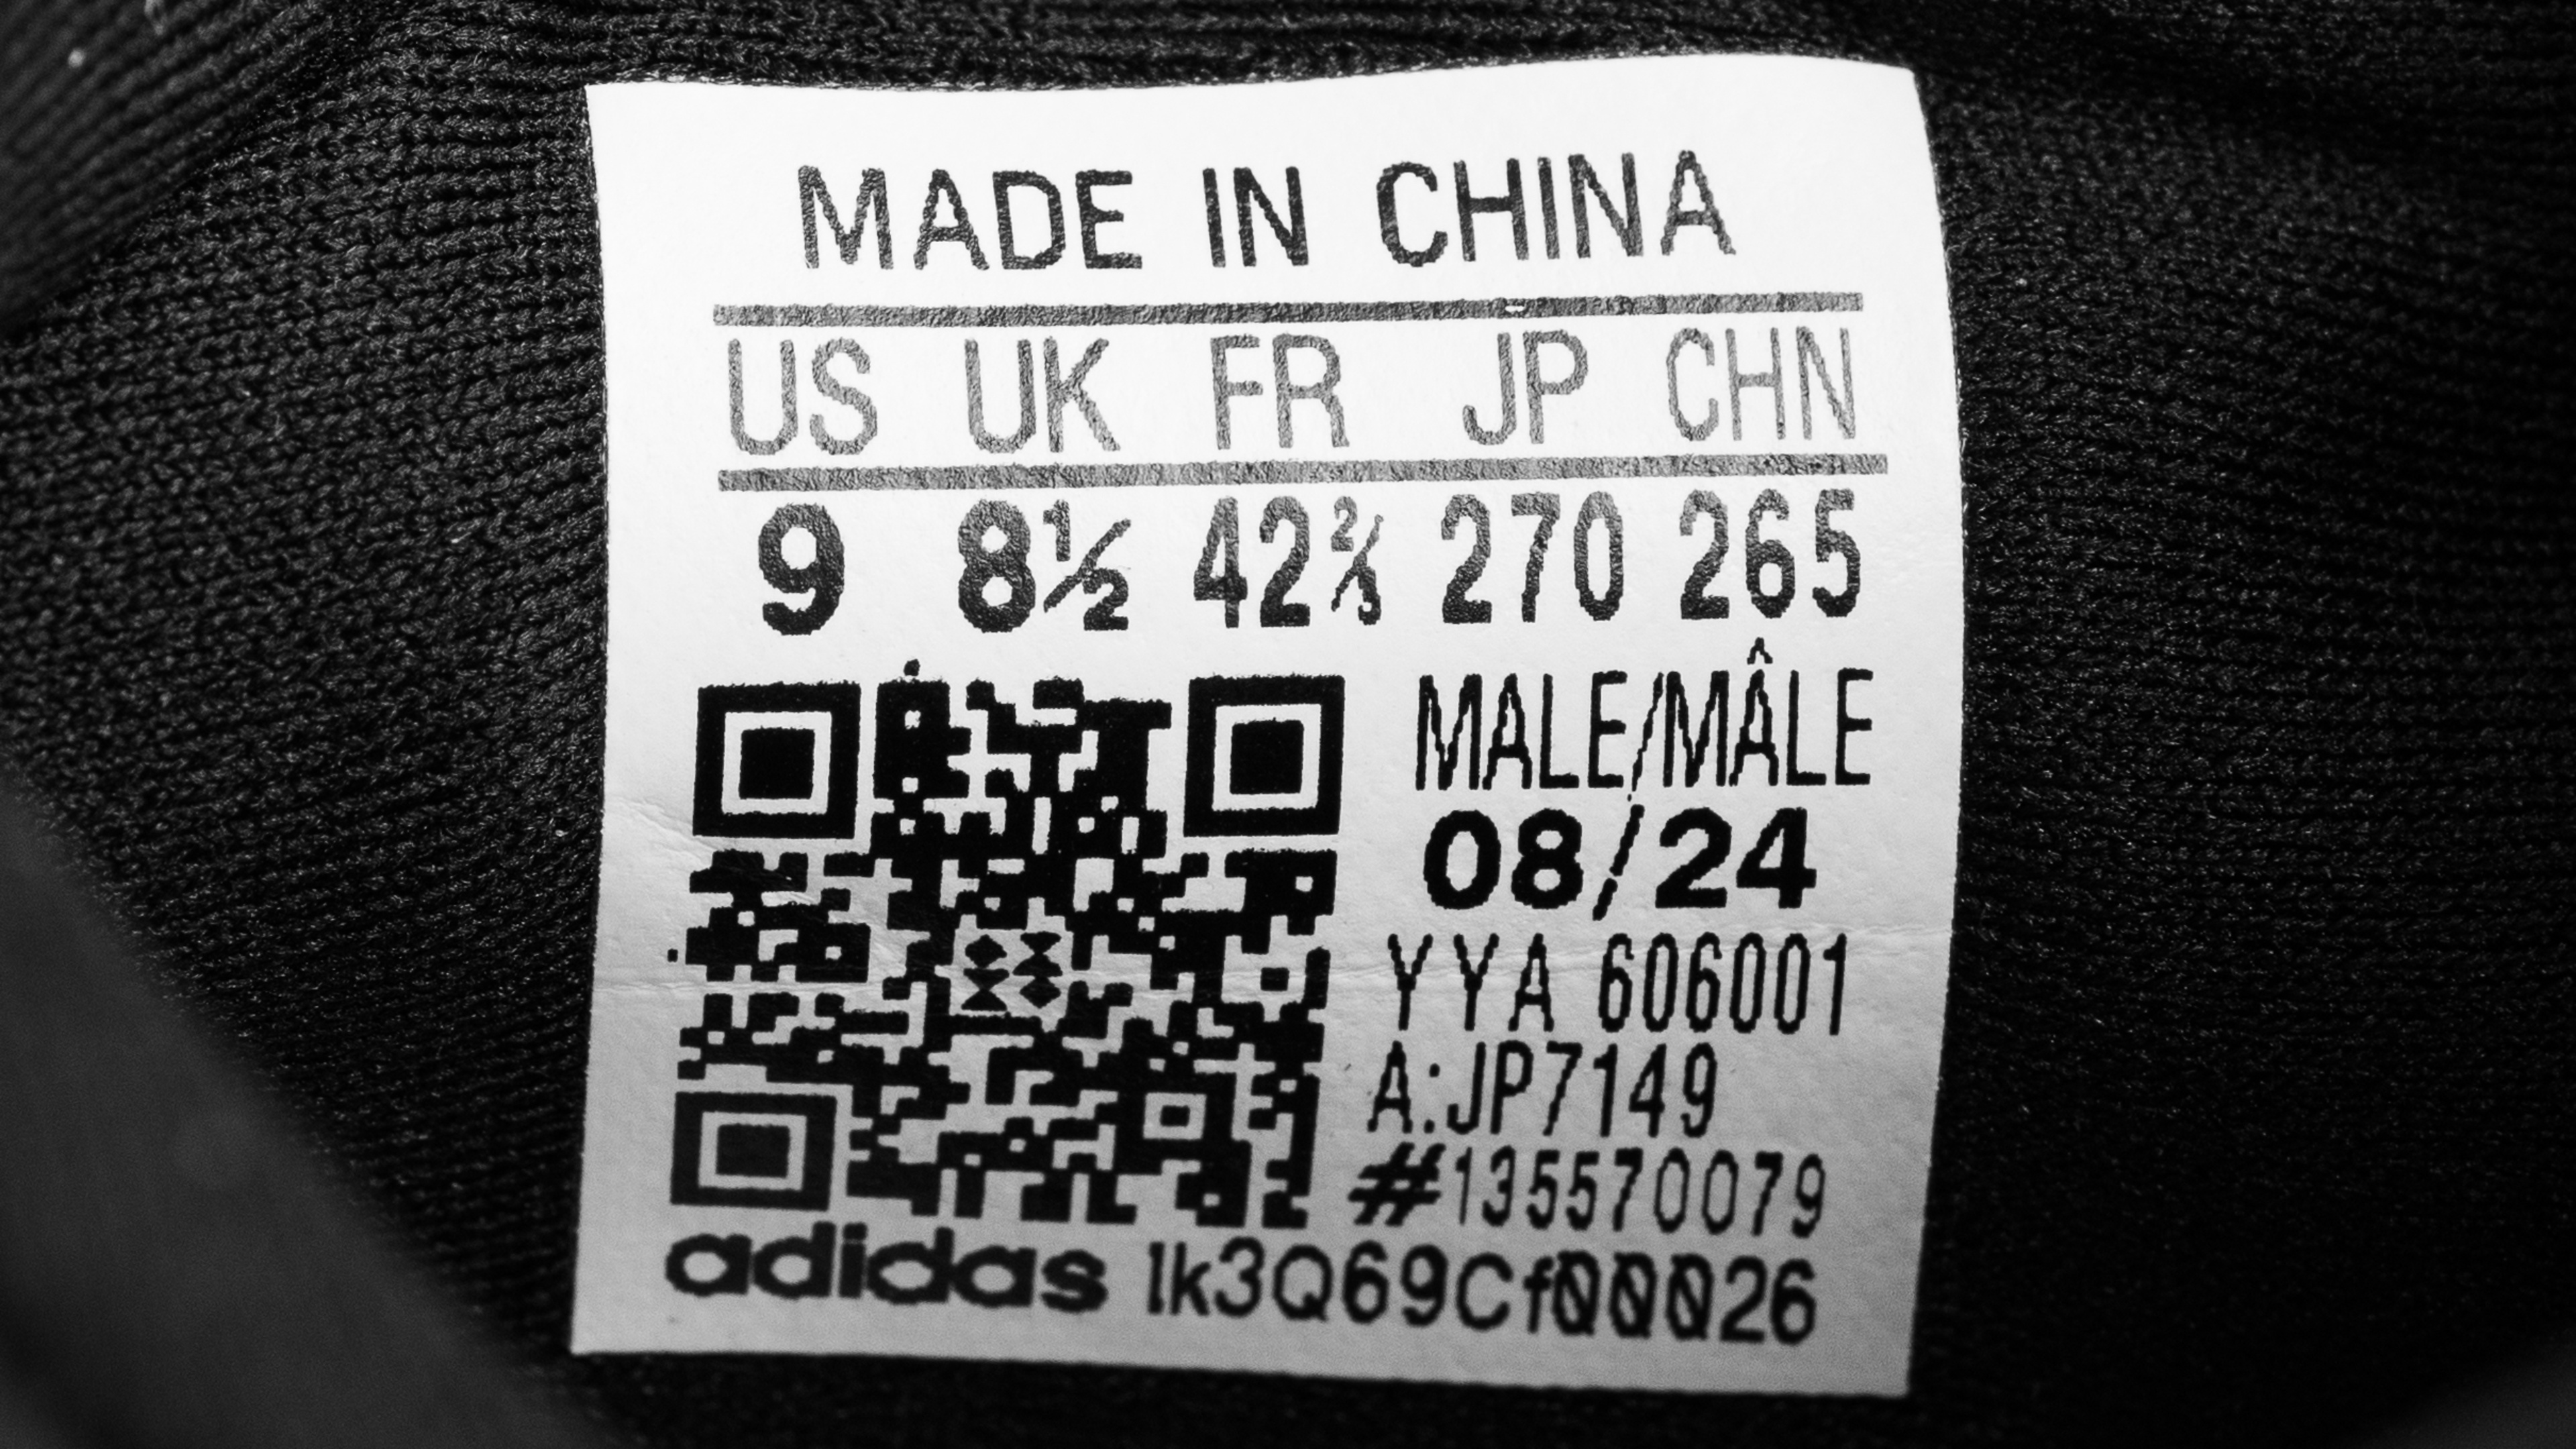 MADE IN CHINA
US UK FR JP CHN
9 8½ 42⅔ 270 265
MALE/MÂLE
08/24
YYA 606001
A:JP7149
#135570079
adidas lk3Q69Cf00026